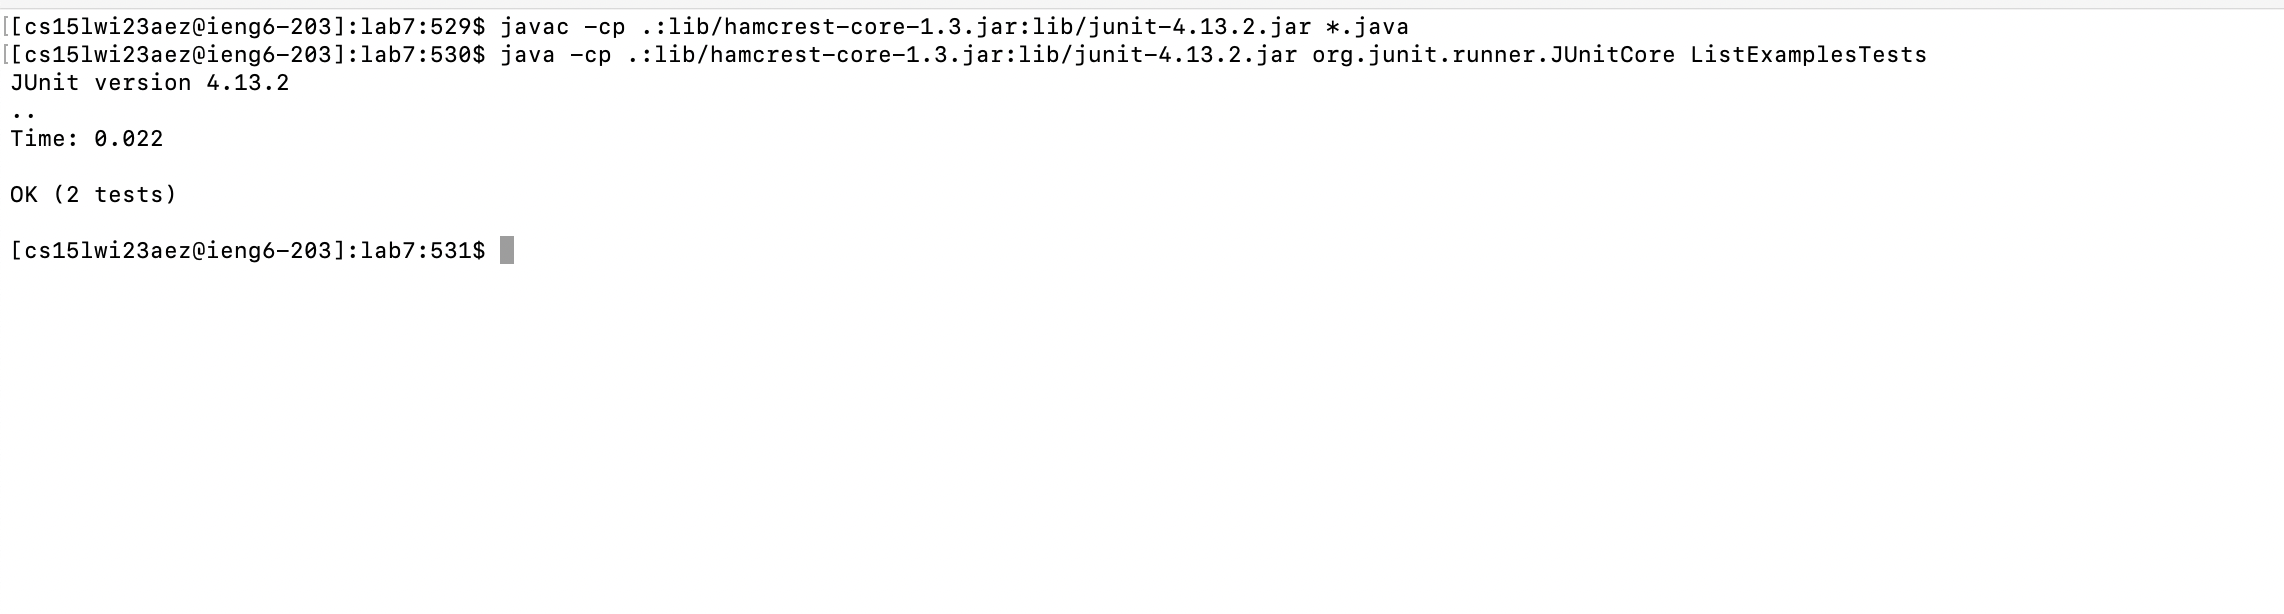 [[cs15lwi23aez@ieng6-203]:lab7:529$ javac -cp .:lib/hamcrest-core-1.3.jar:lib/junit-4.13.2.jar *.java
[[cs15lwi23aez@ieng6-203]:lab7:530$ java -cp .:lib/hamcrest-core-1.3.jar:lib/junit-4.13.2.jar org.junit.runner.JUnitCore ListExamplesTests
JUnit version 4.13.2
..
Time: 0.022
OK (2 tests)
[cs15lwi23aez@ieng6-203]:lab7:531$